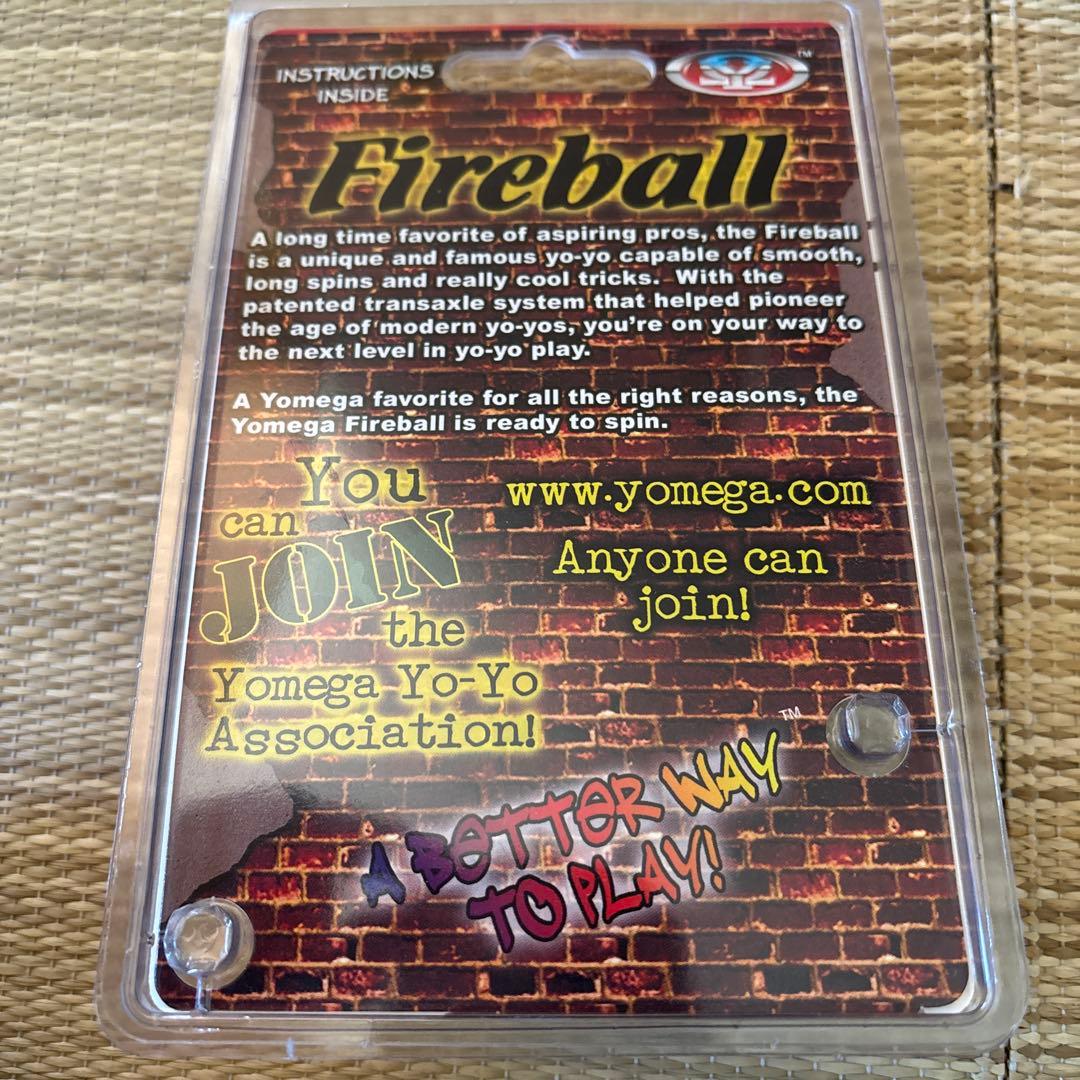 INSTRUCTIONS
INSIDE
TM
Fireball
A long time favorite of aspiring pros, the Fireball
is a unique and famous yo-yo capable of smooth,
long spins and really cool tricks. With the
patented transaxle system that helped pioneer
the age of modern yo-yos, you're on your way to
the next level in yo-yo play.
A Yomega favorite for all the right reasons, the
Yomega Fireball is ready to spin.
You
can
JOIN
the
Yomega Yo-Yo
Association!
www.yomega.com
Anyone can
join!
A BETTER WAY TM
TO PLAY!